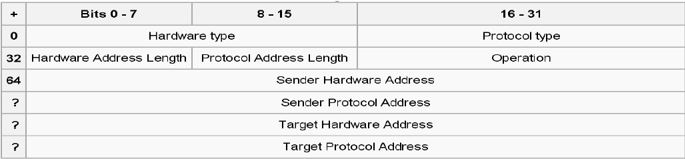 + Bits 0 - 7 8 - 15 16 - 31
0 Hardware type Protocol type
32 Hardware Address Length Protocol Address Length Operation
64 Sender Hardware Address
? Sender Protocol Address
? Target Hardware Address
? Target Protocol Address